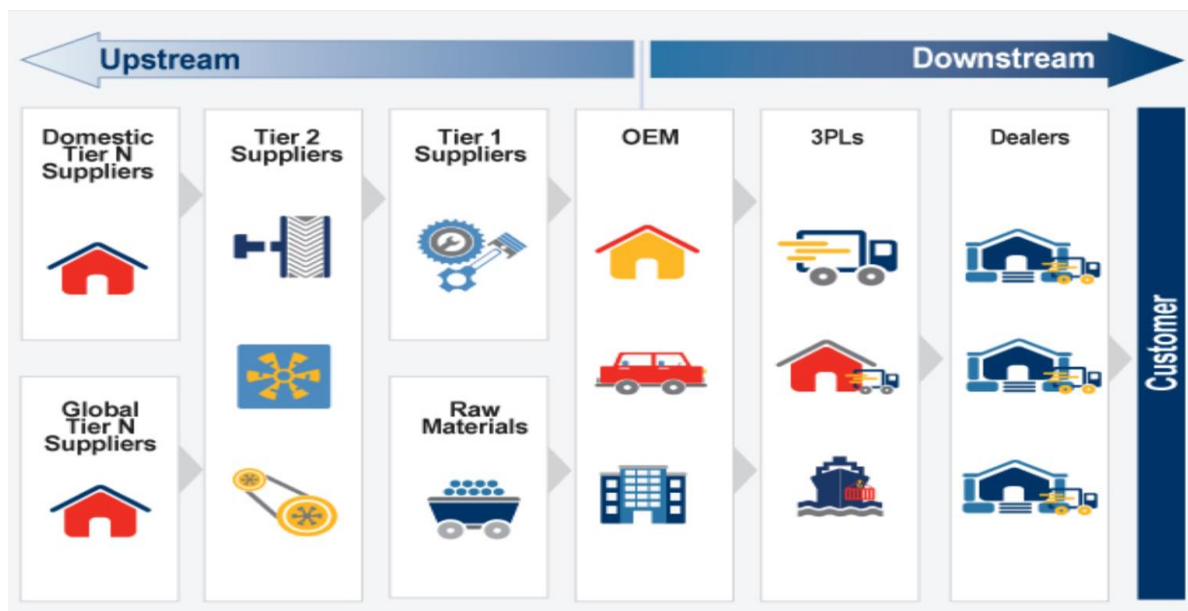 Upstream
Downstream
Domestic
Tier N
Suppliers
Tier 2
Suppliers
Tier 1
Suppliers
OEM
3PLs
Dealers
Global
Tier N
Suppliers
Raw
Materials
Customer